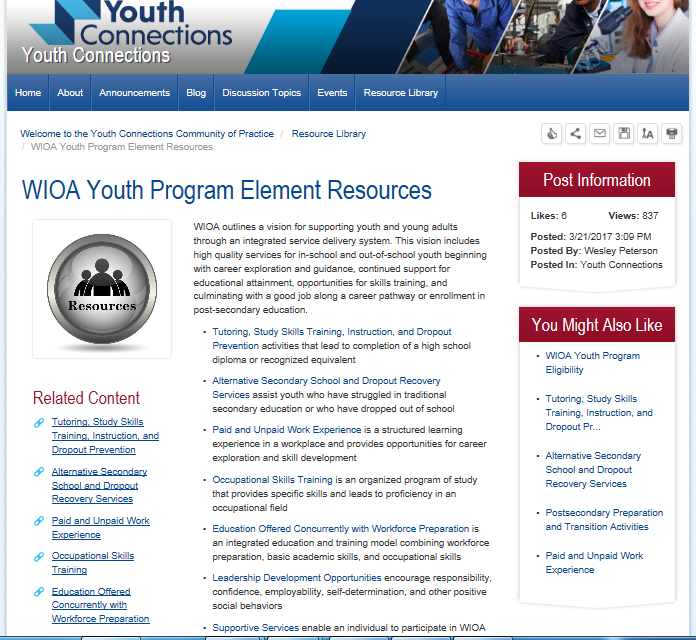 Youth
Connections
Youth Connections
Home About Announcements Blog Discussion Topics Events Resource Library
Welcome to the Youth Connections Community of Practice / Resource Library
/ WIOA Youth Program Element Resources
WIOA Youth Program Element Resources
Resources
Related Content
Tutoring, Study Skills
Training, Instruction, and
Dropout Prevention
Alternative Secondary
School and Dropout
Recovery Services
Paid and Unpaid Work
Experience
Occupational Skills
Training
Education Offered
Concurrently with
Workforce Preparation
WIOA outlines a vision for supporting youth and young adults
through an integrated service delivery system. This vision includes
high quality services for in-school and out-of-school youth beginning
with career exploration and guidance, continued support for
educational attainment, opportunities for skills training, and
culminating with a good job along a career pathway or enrollment in
post-secondary education.
• Tutoring, Study Skills Training, Instruction, and Dropout
Prevention activities that lead to completion of a high school
diploma or recognized equivalent
• Alternative Secondary School and Dropout Recovery
Services assist youth who have struggled in traditional
secondary education or who have dropped out of school
• Paid and Unpaid Work Experience is a structured learning
experience in a workplace and provides opportunities for career
exploration and skill development
• Occupational Skills Training is an organized program of study
that provides specific skills and leads to proficiency in an
occupational field
• Education Offered Concurrently with Workforce Preparation is
an integrated education and training model combining workforce
preparation, basic academic skills, and occupational skills
• Leadership Development Opportunities encourage responsibility,
confidence, employability, self-determination, and other positive
social behaviors
• Supportive Services enable an individual to participate in WIOA
A
Post Information
Likes: 6 Views: 837
Posted: 3/21/2017 3:09 PM
Posted By: Wesley Peterson
Posted In: Youth Connections
You Might Also Like
• WIOA Youth Program
Eligibility
• Tutoring, Study Skills
Training, Instruction, and
Dropout Pr...
• Alternative Secondary
School and Dropout
Recovery Services
• Postsecondary Preparation
and Transition Activities
• Paid and Unpaid Work
Experience